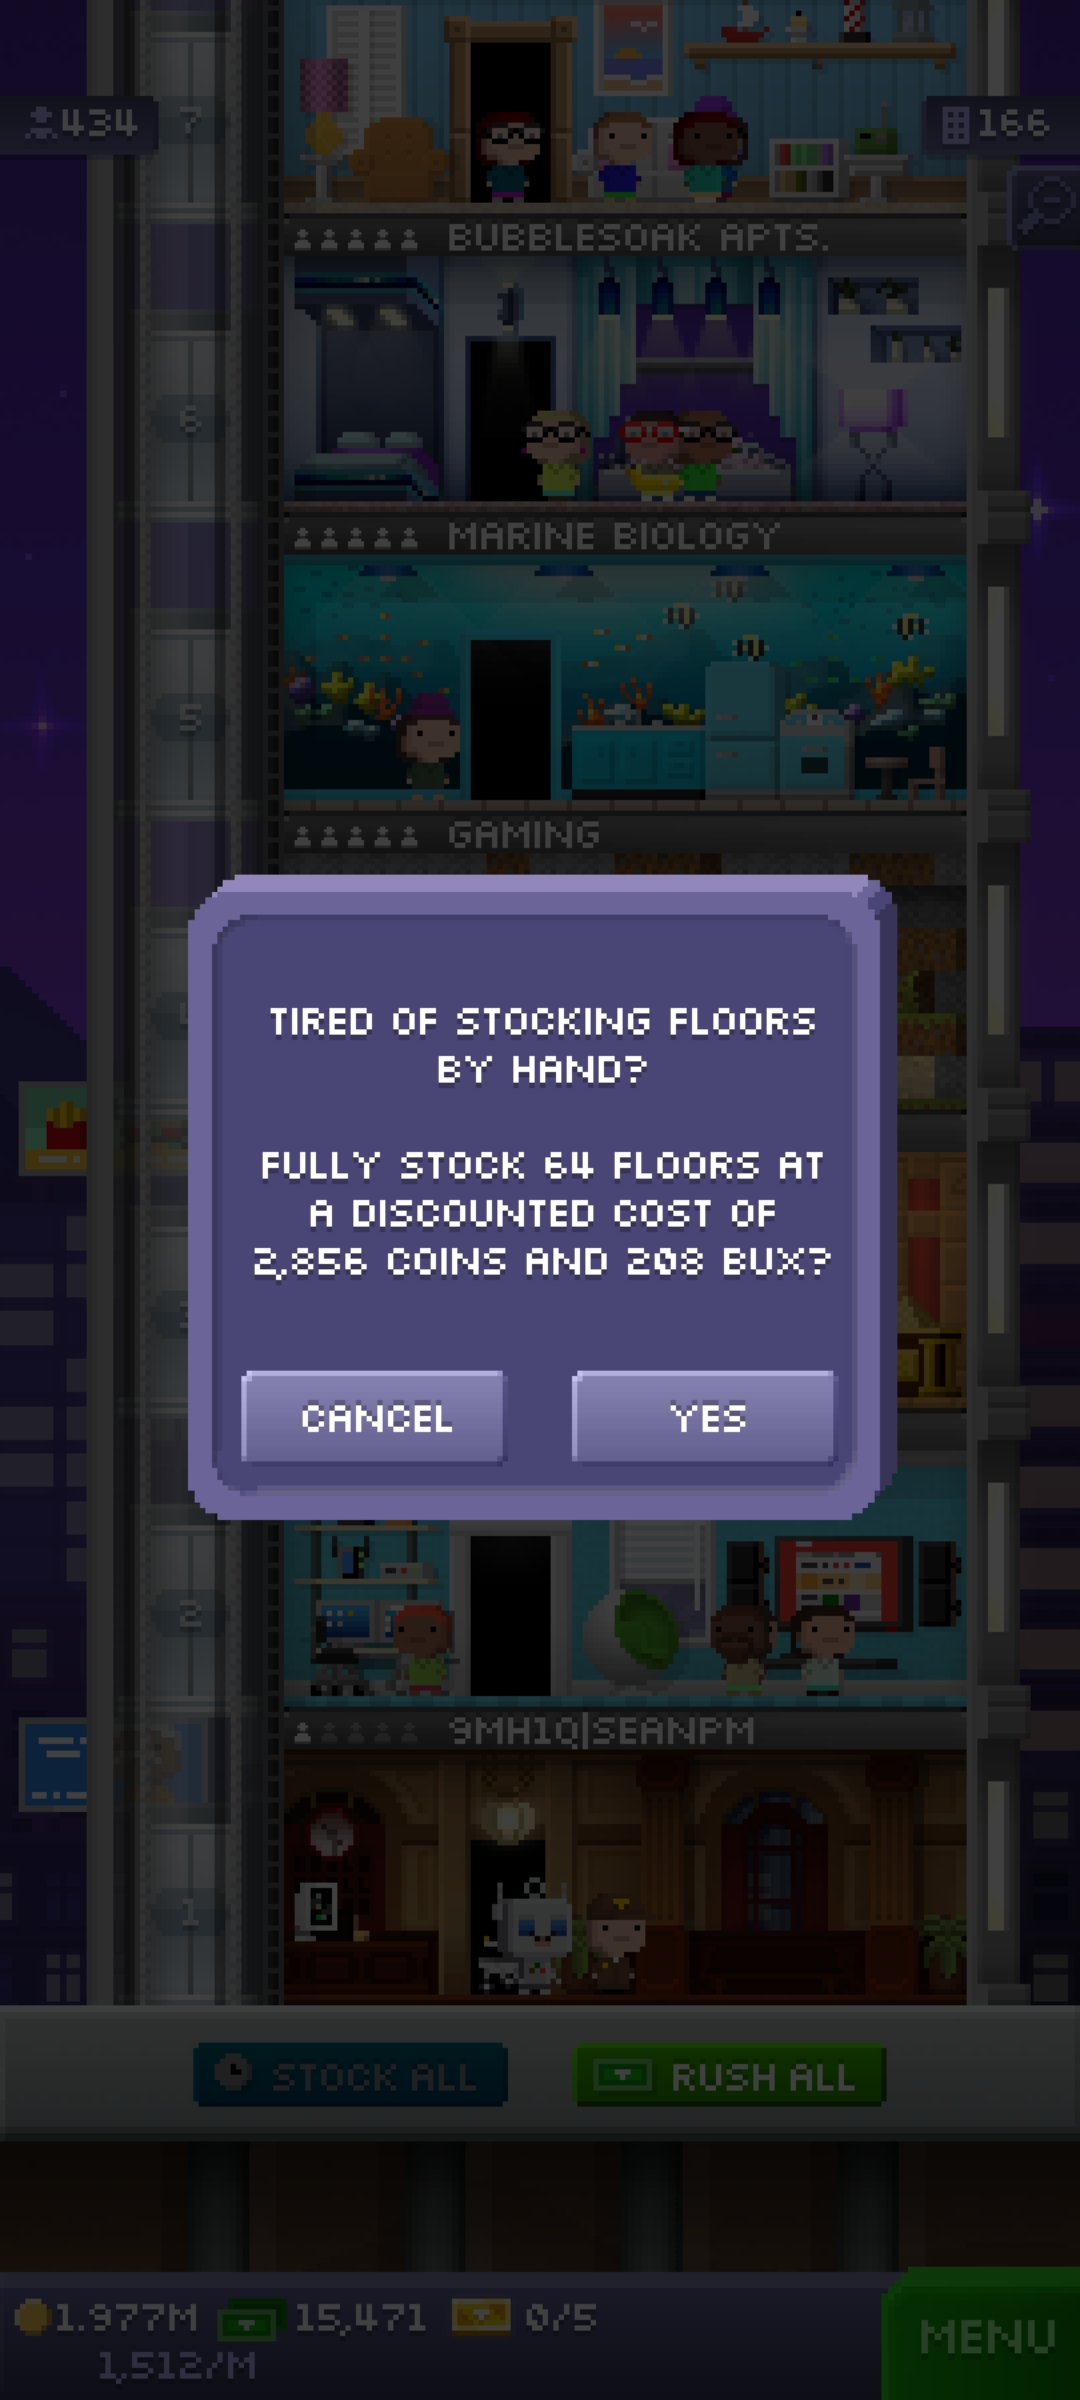 434
7
166
BUBBLESOAK APTS.
6
MARINE BIOLOGY
5
GAMING
TIRED OF STOCKING FLOORS
BY HAND?
FULLY STOCK 64 FLOORS AT
A DISCOUNTED COST OF
2,856 COINS AND 208 BUX?
CANCEL
YES
2
9MH1Q|SEANPM
1
STOCK ALL
RUSH ALL
1.977M
15,471
0/5
1,512/M
MENU